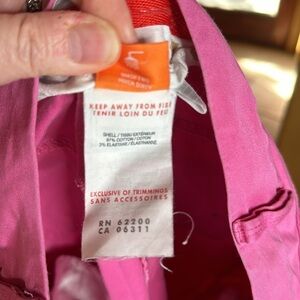 KEEP AWAY FROM FIRE
TENIR LOIN DU FEU
SHELL / TISSU EXTÉRIEUR
97% COTTON / COTON
3% ELASTANE / ÉLASTHANNE
EXCLUSIVE OF TRIMMINGS
SANS ACCESSOIRES
RN 62200
CA 06311